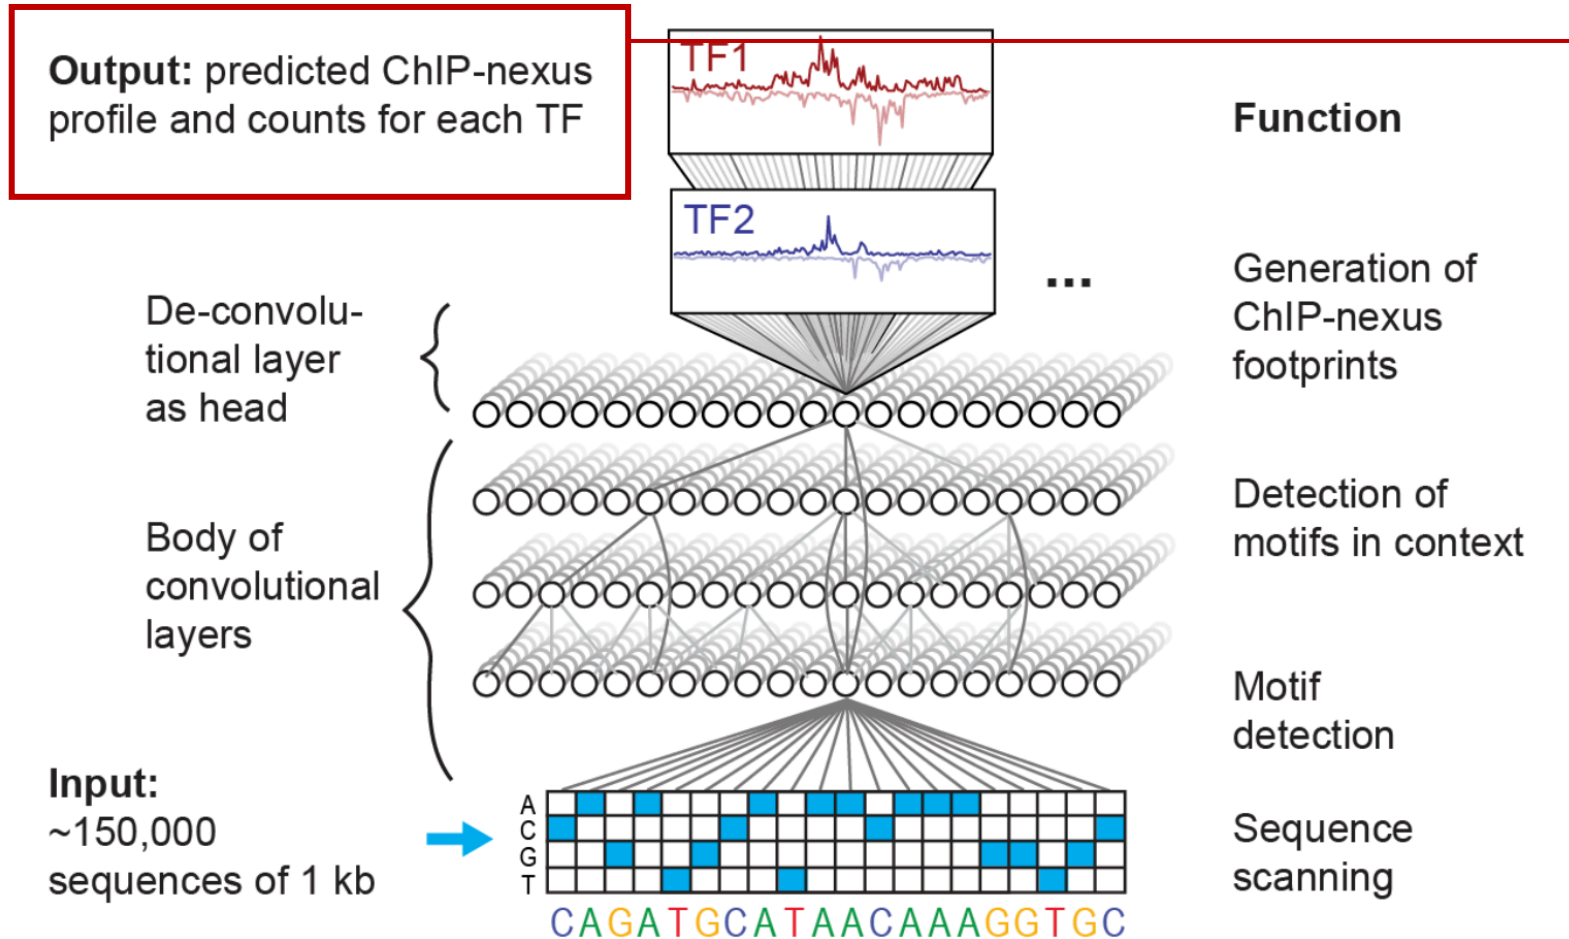 Output: predicted ChIP-nexus
profile and counts for each TF
TF1
Function
TF2
...
Generation of
ChIP-nexus
footprints
De-convolu-
tional layer
as head
Detection of
motifs in context
Body of
convolutional
layers
Motif
detection
Input:
~150,000
sequences of 1 kb
A
C
G
T
Sequence
scanning
CAGATGCATAACAAAGGTGC